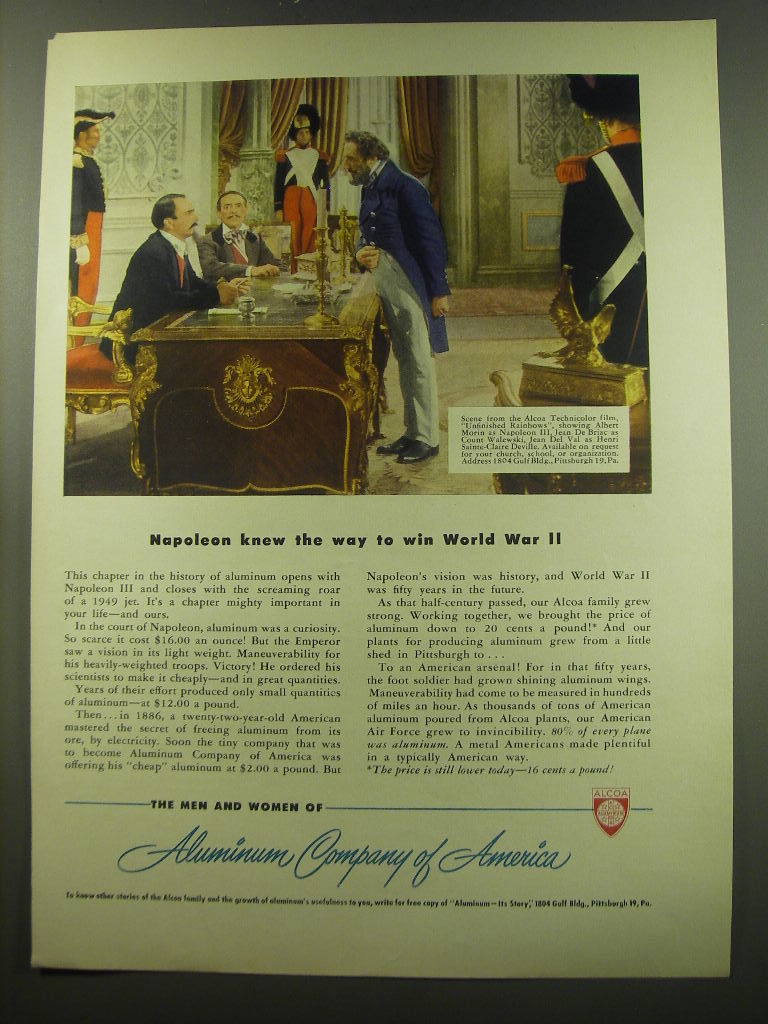 Scene from the Alcoa Technicolor film,
"Unfinished Rainbows", showing Albert
Morin as Napoleon III, Jean De Briac as
Count Walewski, Jean Del Val as Henri
Sainte-Claire Deville. Available on request
for your church, school, or organization.
Address 1804 Gulf Bldg., Pittsburgh 19, Pa.
Napoleon knew the way to win World War II
This chapter in the history of aluminum opens with
Napoleon III and closes with the screaming roar
of a 1949 jet. It's a chapter mighty important in
your life—and ours.
In the court of Napoleon, aluminum was a curiosity.
So scarce it cost $16.00 an ounce! But the Emperor
saw a vision in its light weight. Maneuverability for
his heavily-weighted troops. Victory! He ordered his
scientists to make it cheaply—and in great quantities.
Years of their effort produced only small quantities
of aluminum—at $12.00 a pound.
Then...in 1886, a twenty-two-year-old American
mastered the secret of freeing aluminum from its
ore, by electricity. Soon the tiny company that was
to become Aluminum Company of America was
offering his "cheap" aluminum at $2.00 a pound. But
Napoleon's vision was history, and World War II
was fifty years in the future.
As that half-century passed, our Alcoa family grew
strong. Working together, we brought the price of
aluminum down to 20 cents a pound!* And our
plants for producing aluminum grew from a little
shed in Pittsburgh to . . .
To an American arsenal! For in that fifty years,
the foot soldier had grown shining aluminum wings.
Maneuverability had come to be measured in hundreds
of miles an hour. As thousands of tons of American
aluminum poured from Alcoa plants, our American
Air Force grew to invincibility. 80% of every plane
was aluminum. A metal Americans made plentiful
in a typically American way.
*The price is still lower today—16 cents a pound!
THE MEN AND WOMEN OF
ALCOA
Aluminum Company of America
To know other stories of the Alcoa family and the growth of aluminum's usefulness to you, write for free copy of "Aluminum—Its Story," 1804 Gulf Bldg., Pittsburgh 19, Pa.